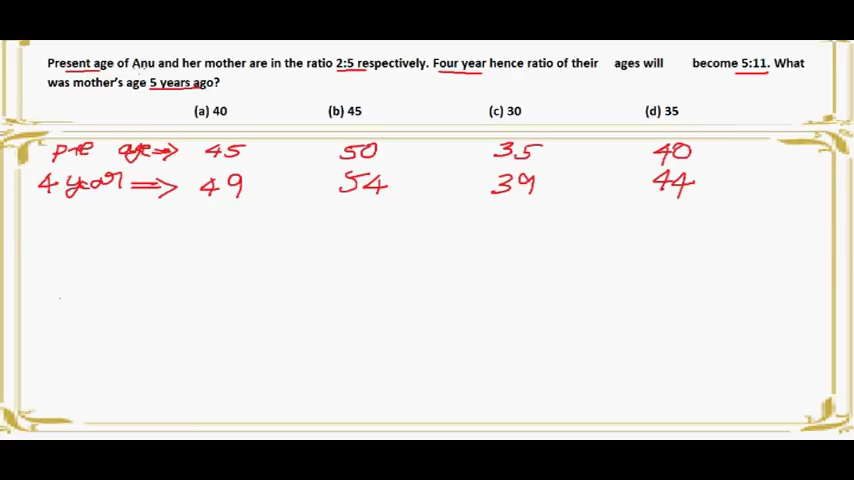 Present age of Anu and her mother are in the ratio 2:5 respectively. Four year hence ratio of their ages will become 5:11. What
was mother's age 5 years ago?
(a) 40 (b) 45 (c) 30 (d) 35
pre age ⇒ 45 50 35 40
4 year ⇒ 49 54 39 44